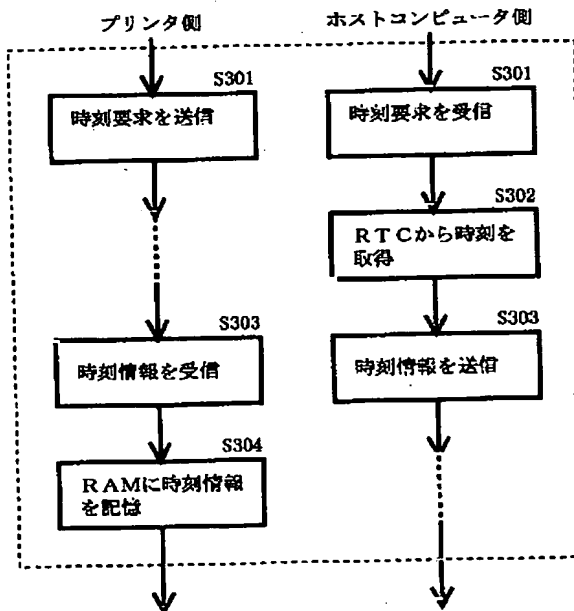 プリンタ側
ホストコンピュータ側
S301
時刻要求を送信
S301
時刻要求を受信
S302
RTCから時刻を
取得
S303
時刻情報を受信
S303
時刻情報を送信
S304
RAMに時刻情報
を記憶